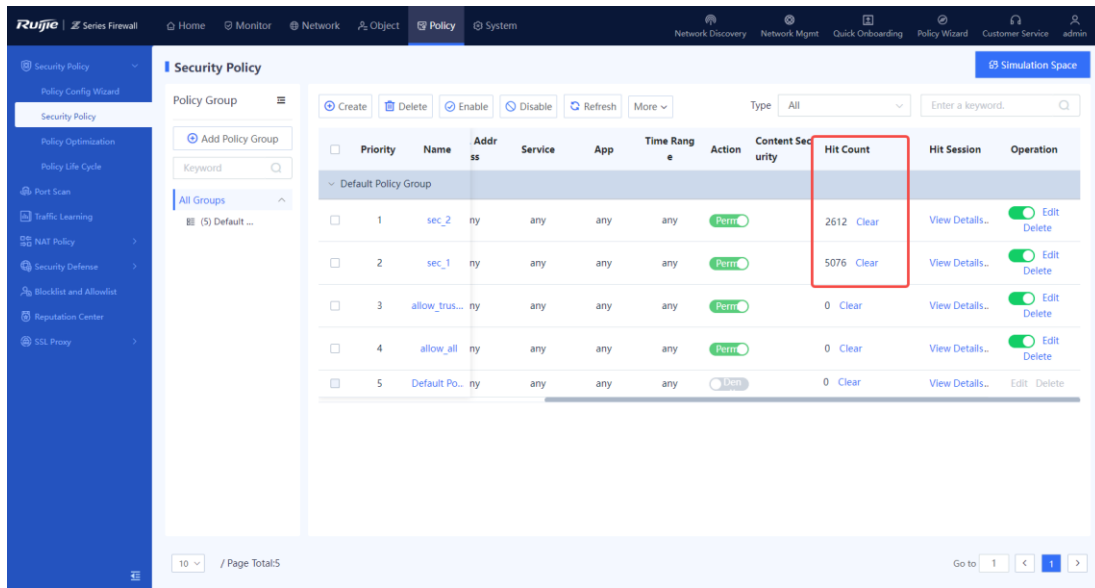 Ruijie | Z Series Firewall
Home Monitor Network Object Policy System
Network Discovery Network Mgmt Quick Onboarding Policy Wizard Customer Service admin
Security Policy
Policy Config Wizard
Security Policy
Policy Optimization
Policy Life Cycle
Port Scan
Traffic Learning
NAT Policy
Security Defense
Blocklist and Allowlist
Reputation Center
SSL Proxy
Security Policy
Simulation Space
Policy Group
Add Policy Group
Keyword
All Groups
(5) Default ...
Create Delete Enable Disable Refresh More Type All Enter a keyword.
Priority Name Addr
ss Service App Time Rang
e Action Content Sec
urity Hit Count Hit Session Operation
Default Policy Group
1 sec_2 ny any any any Perm 2612 Clear View Details.. Edit
Delete
2 sec_1 ny any any any Perm 5076 Clear View Details.. Edit
Delete
3 allow_trus... ny any any any Perm 0 Clear View Details.. Edit
Delete
4 allow_all ny any any any Perm 0 Clear View Details.. Edit
Delete
5 Default Po... ny any any any Den 0 Clear View Details.. Edit Delete
10 / Page Total:5
Go to 1 < 1 >